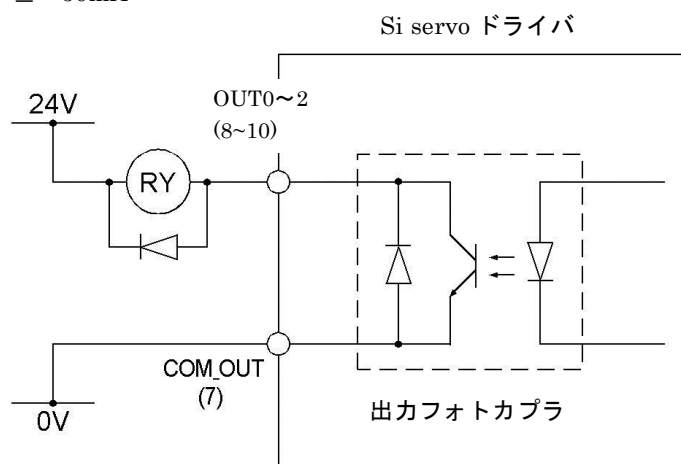 Si servo ドライバ
24V
OUT0～2
(8~10)
RY
COM_OUT
(7)
0V
出力フォトカプラ